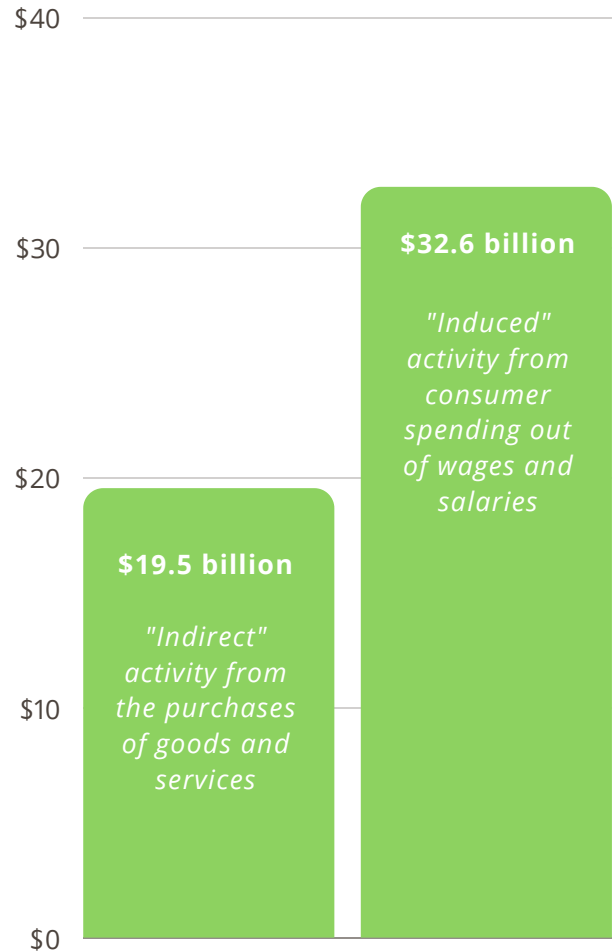 $40
$30
$20
$10
$0
$19.5 billion
"Indirect"
activity from
the purchases
of goods and
services
$32.6 billion
"Induced"
activity from
consumer
spending out
of wages and
salaries